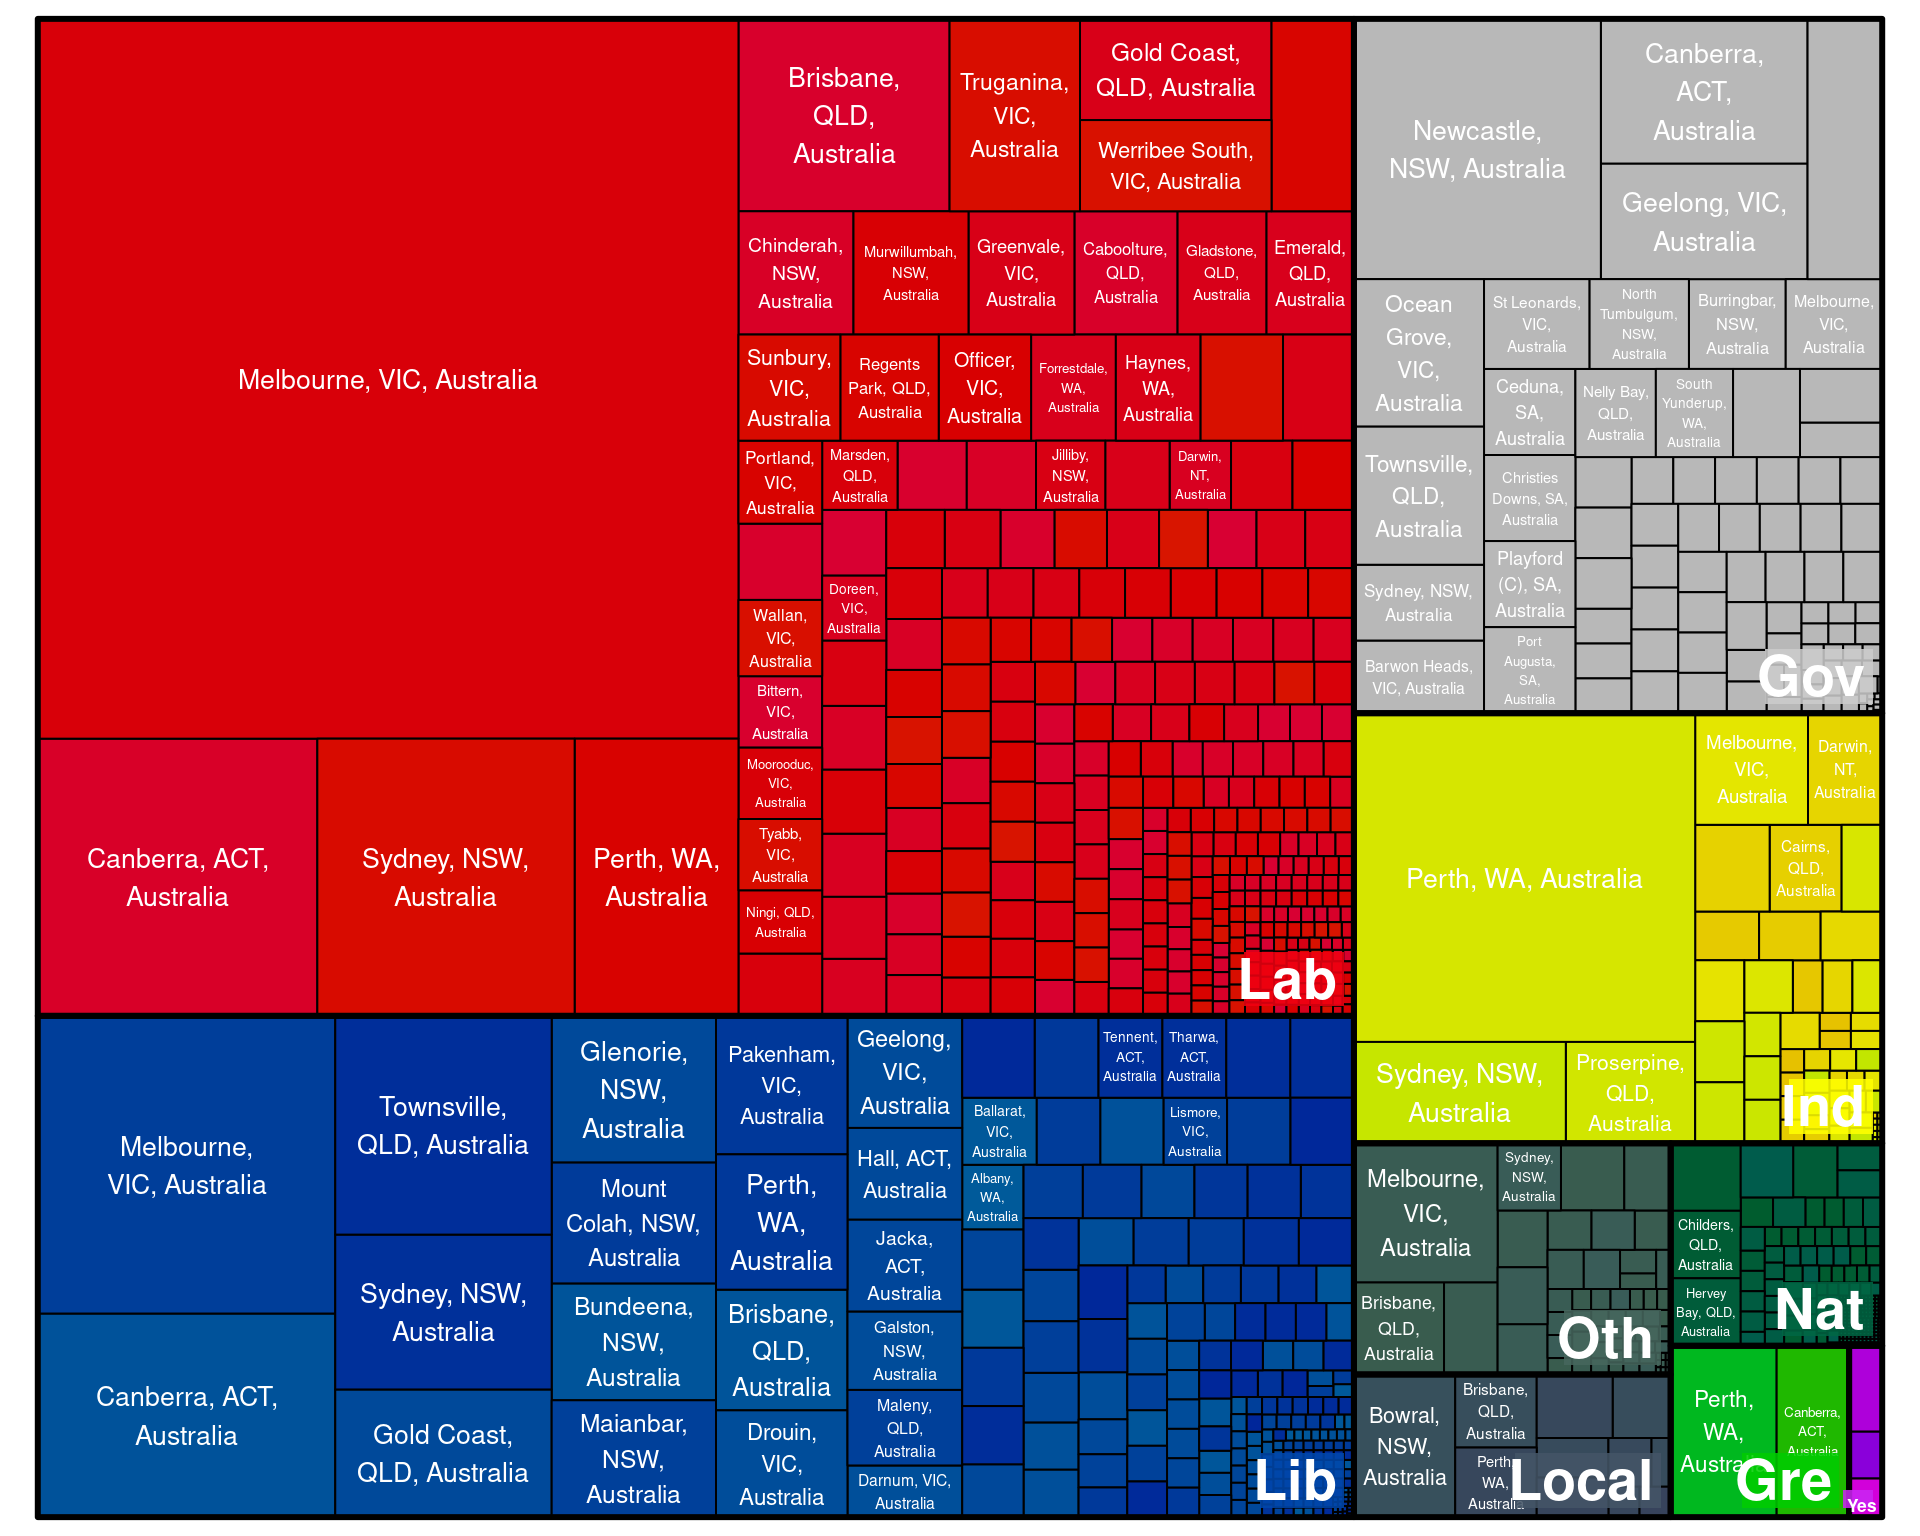 Melbourne, VIC, Australia
Canberra, ACT,
Australia
Sydney, NSW,
Australia
Perth, WA,
Australia
Brisbane,
QLD,
Australia
Truganina,
VIC,
Australia
Gold Coast,
QLD, Australia
Werribee South,
VIC, Australia
Chinderah,
NSW,
Australia
Murwillumbah,
NSW,
Australia
Greenvale,
VIC,
Australia
Caboolture,
QLD,
Australia
Gladstone,
QLD,
Australia
Emerald,
QLD,
Australia
Sunbury,
VIC,
Australia
Regents
Park, QLD,
Australia
Officer,
VIC,
Australia
Forrestdale,
WA,
Australia
Haynes,
WA,
Australia
Portland,
VIC,
Australia
Marsden,
QLD,
Australia
Jilliby,
NSW,
Australia
Darwin,
NT,
Australia
Doreen,
VIC,
Australia
Wallan,
VIC,
Australia
Bittern,
VIC,
Australia
Moorooduc,
VIC,
Australia
Tyabb,
VIC,
Australia
Ningi, QLD,
Australia
Lab
Newcastle,
NSW, Australia
Canberra,
ACT,
Australia
Geelong, VIC,
Australia
Ocean
Grove,
VIC,
Australia
St Leonards,
VIC,
Australia
North
Tumbulgum,
NSW,
Australia
Burringbar,
NSW,
Australia
Melbourne,
VIC,
Australia
Townsville,
QLD,
Australia
Ceduna,
SA,
Australia
Nelly Bay,
QLD,
Australia
South
Yunderup,
WA,
Australia
Christies
Downs, SA,
Australia
Playford
(C), SA,
Australia
Sydney, NSW,
Australia
Barwon Heads,
VIC, Australia
Port
Augusta,
SA,
Australia
Gov
Perth, WA, Australia
Melbourne,
VIC,
Australia
Darwin,
NT,
Australia
Cairns,
QLD,
Australia
Sydney, NSW,
Australia
Proserpine,
QLD,
Australia
Ind
Melbourne,
VIC, Australia
Canberra, ACT,
Australia
Townsville,
QLD, Australia
Sydney, NSW,
Australia
Gold Coast,
QLD, Australia
Glenorie,
NSW,
Australia
Mount
Colah, NSW,
Australia
Bundeena,
NSW,
Australia
Maianbar,
NSW,
Australia
Pakenham,
VIC,
Australia
Perth,
WA,
Australia
Brisbane,
QLD,
Australia
Drouin,
VIC,
Australia
Geelong,
VIC,
Australia
Hall, ACT,
Australia
Jacka,
ACT,
Australia
Galston,
NSW,
Australia
Maleny,
QLD,
Australia
Darnum, VIC,
Australia
Tennent,
ACT,
Australia
Tharwa,
ACT,
Australia
Ballarat,
VIC,
Australia
Lismore,
VIC,
Australia
Albany,
WA,
Australia
Lib
Melbourne,
VIC,
Australia
Sydney,
NSW,
Australia
Brisbane,
QLD,
Australia
Oth
Childers,
QLD,
Australia
Hervey
Bay, QLD,
Australia
Nat
Bowral,
NSW,
Australia
Brisbane,
QLD,
Australia
Perth,
WA,
Australia
Local
Perth,
WA,
Australia
Canberra,
ACT,
Australia
Gre
Yes